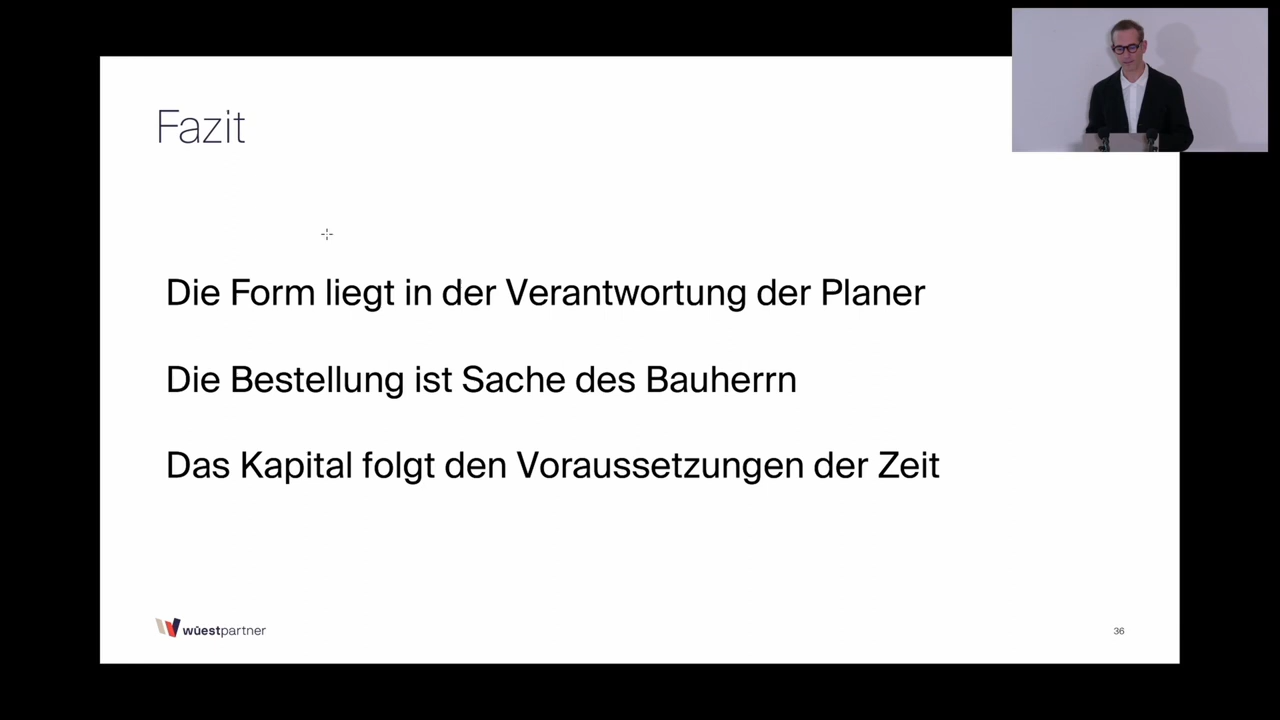 Fazit
Die Form liegt in der Verantwortung der Planer
Die Bestellung ist Sache des Bauherrn
Das Kapital folgt den Voraussetzungen der Zeit
wüestpartner
36